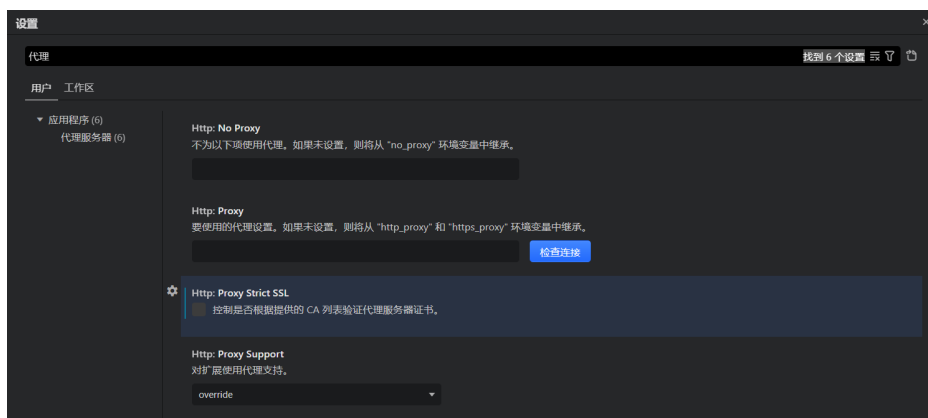 设置
代理
找到 6 个设置
用户 工作区
应用程序 (6)
代理服务器 (6)
Http: No Proxy
不为以下项使用代理。如果未设置，则将从 "no_proxy" 环境变量中继承。
Http: Proxy
要使用的代理设置。如果未设置，则将从 "http_proxy" 和 "https_proxy" 环境变量中继承。
检查连接
Http: Proxy Strict SSL
控制是否根据提供的 CA 列表验证代理服务器证书。
Http: Proxy Support
对扩展使用代理支持。
override